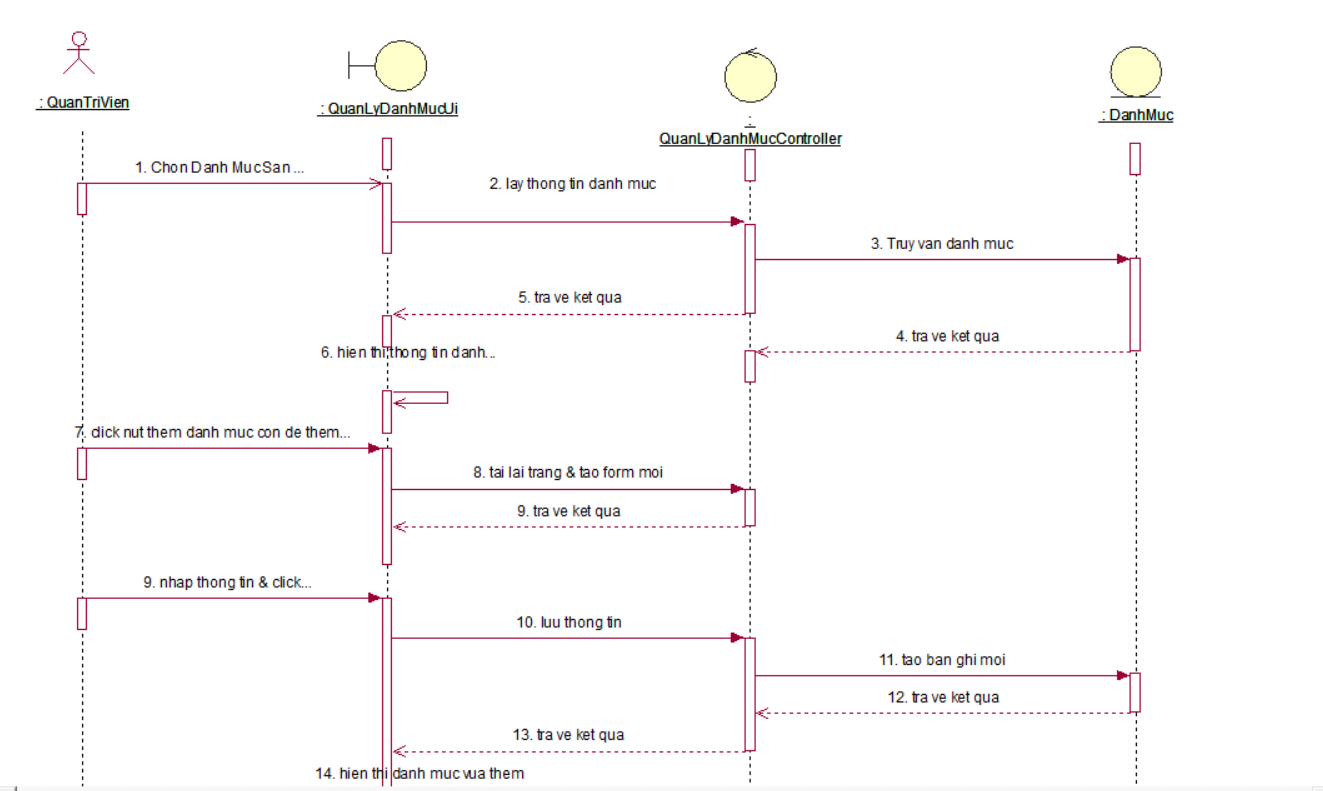 : QuanTriVien
: QuanLyDanhMucUi
:
QuanLyDanhMucController
: DanhMuc
1. Chon Danh MucSan ...
2. lay thong tin danh muc
3. Truy van danh muc
5. tra ve ket qua
4. tra ve ket qua
6. hien thi thong tin danh...
7. click nut them danh muc con de them...
8. tai lai trang & tao form moi
9. tra ve ket qua
9. nhap thong tin & click...
10. luu thong tin
11. tao ban ghi moi
12. tra ve ket qua
13. tra ve ket qua
14. hien thi danh muc vua them